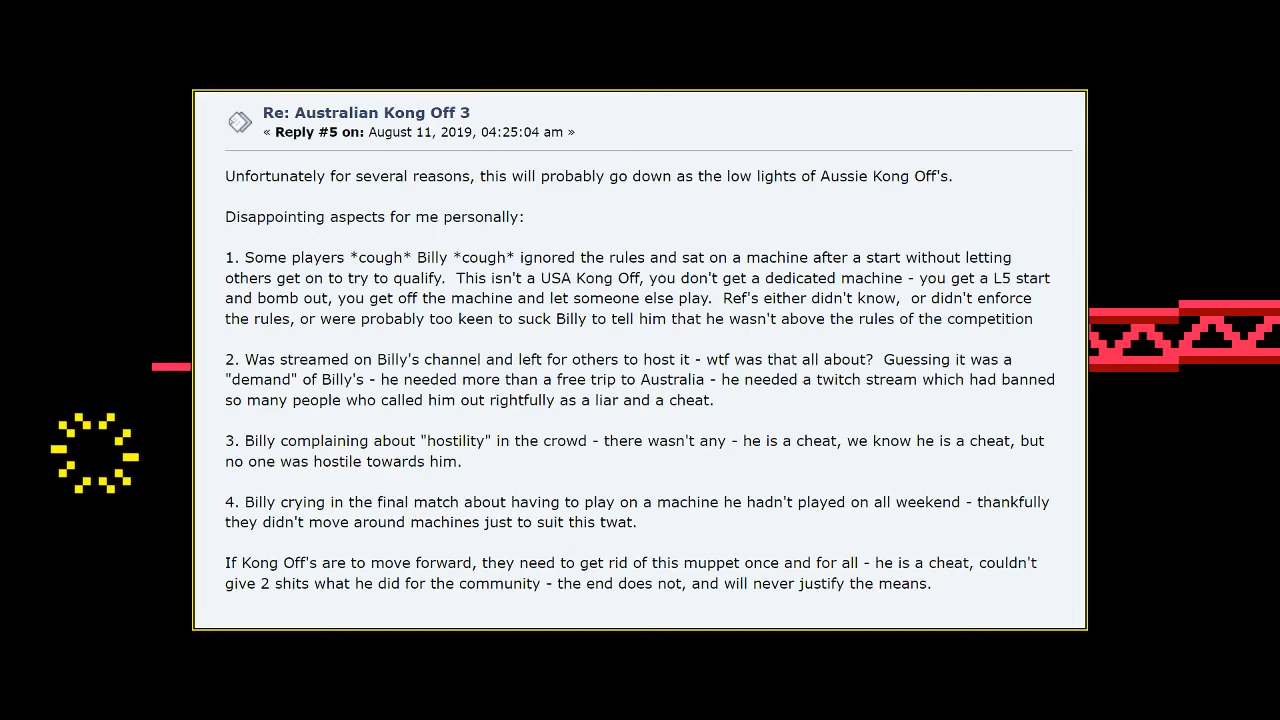 Re: Australian Kong Off 3
« Reply #5 on: August 11, 2019, 04:25:04 am »
Unfortunately for several reasons, this will probably go down as the low lights of Aussie Kong Off's.
Disappointing aspects for me personally:
1. Some players *cough* Billy *cough* ignored the rules and sat on a machine after a start without letting
others get on to try to qualify.  This isn't a USA Kong Off, you don't get a dedicated machine - you get a L5 start
and bomb out, you get off the machine and let someone else play.  Ref's either didn't know,  or didn't enforce
the rules, or were probably too keen to suck Billy to tell him that he wasn't above the rules of the competition
2. Was streamed on Billy's channel and left for others to host it - wtf was that all about?  Guessing it was a
"demand" of Billy's - he needed more than a free trip to Australia - he needed a twitch stream which had banned
so many people who called him out rightfully as a liar and a cheat.
3. Billy complaining about "hostility" in the crowd - there wasn't any - he is a cheat, we know he is a cheat, but
no one was hostile towards him.
4. Billy crying in the final match about having to play on a machine he hadn't played on all weekend - thankfully
they didn't move around machines just to suit this twat.
If Kong Off's are to move forward, they need to get rid of this muppet once and for all - he is a cheat, couldn't
give 2 shits what he did for the community - the end does not, and will never justify the means.